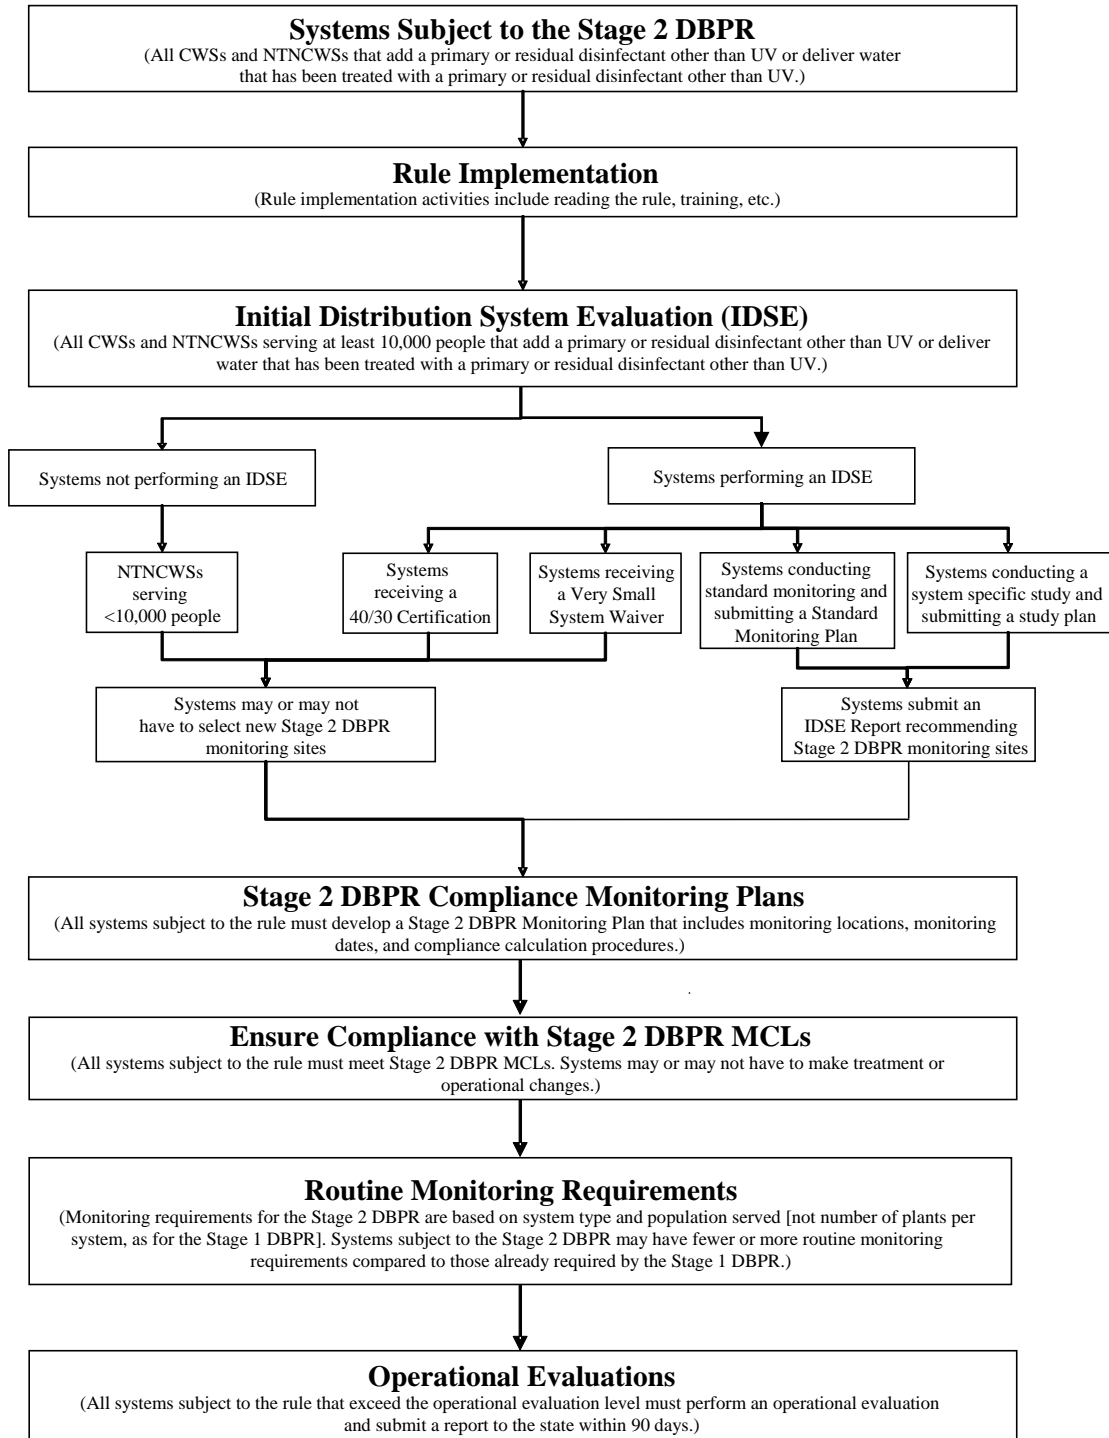 Systems Subject to the Stage 2 DBPR
(All CWSs and NTNCWSs that add a primary or residual disinfectant other than UV or deliver water
that has been treated with a primary or residual disinfectant other than UV.)
Rule Implementation
(Rule implementation activities include reading the rule, training, etc.)
Initial Distribution System Evaluation (IDSE)
(All CWSs and NTNCWSs serving at least 10,000 people that add a primary or residual disinfectant other than UV or deliver
water that has been treated with a primary or residual disinfectant other than UV.)
Systems not performing an IDSE
Systems performing an IDSE
NTNCWSs
serving
<10,000 people
Systems
receiving a
40/30 Certification
Systems receiving
a Very Small
System Waiver
Systems conducting
standard monitoring and
submitting a Standard
Monitoring Plan
Systems conducting a
system specific study and
submitting a study plan
Systems may or may not
have to select new Stage 2 DBPR
monitoring sites
Systems submit an
IDSE Report recommending
Stage 2 DBPR monitoring sites
Stage 2 DBPR Compliance Monitoring Plans
(All systems subject to the rule must develop a Stage 2 DBPR Monitoring Plan that includes monitoring locations, monitoring
dates, and compliance calculation procedures.)
Ensure Compliance with Stage 2 DBPR MCLs
(All systems subject to the rule must meet Stage 2 DBPR MCLs. Systems may or may not have to make treatment or
operational changes.)
Routine Monitoring Requirements
(Monitoring requirements for the Stage 2 DBPR are based on system type and population served [not number of plants per
system, as for the Stage 1 DBPR]. Systems subject to the Stage 2 DBPR may have fewer or more routine monitoring
requirements compared to those already required by the Stage 1 DBPR.)
Operational Evaluations
(All systems subject to the rule that exceed the operational evaluation level must perform an operational evaluation
and submit a report to the state within 90 days.)